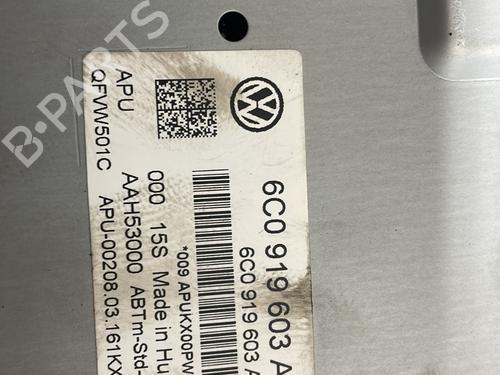 6C0 919 603 A
6C0 919 603 A
*009 APUKX00PW
000 15S Made in Hu
AAH53000 ABTm-Std-
APU-00208.03.161KX
APU
QFVW501C
B-PARTS